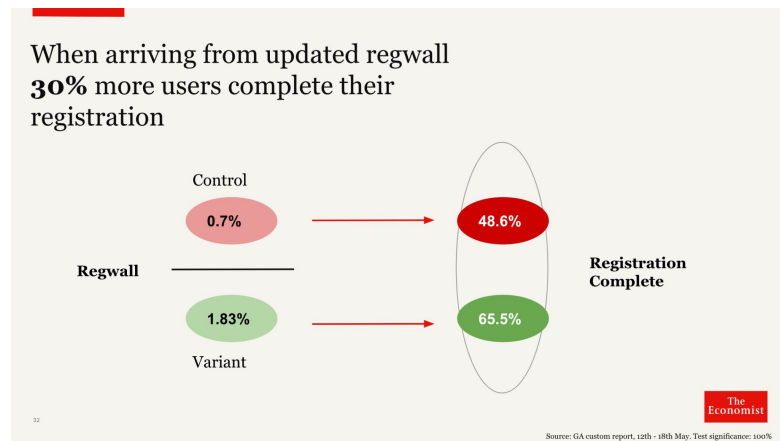 When arriving from updated regwall
30% more users complete their
registration
Control
0.7%
48.6%
Regwall
Registration
Complete
1.83%
65.5%
Variant
32
The
Economist
Source: GA custom report, 12th - 18th May. Test significance: 100%